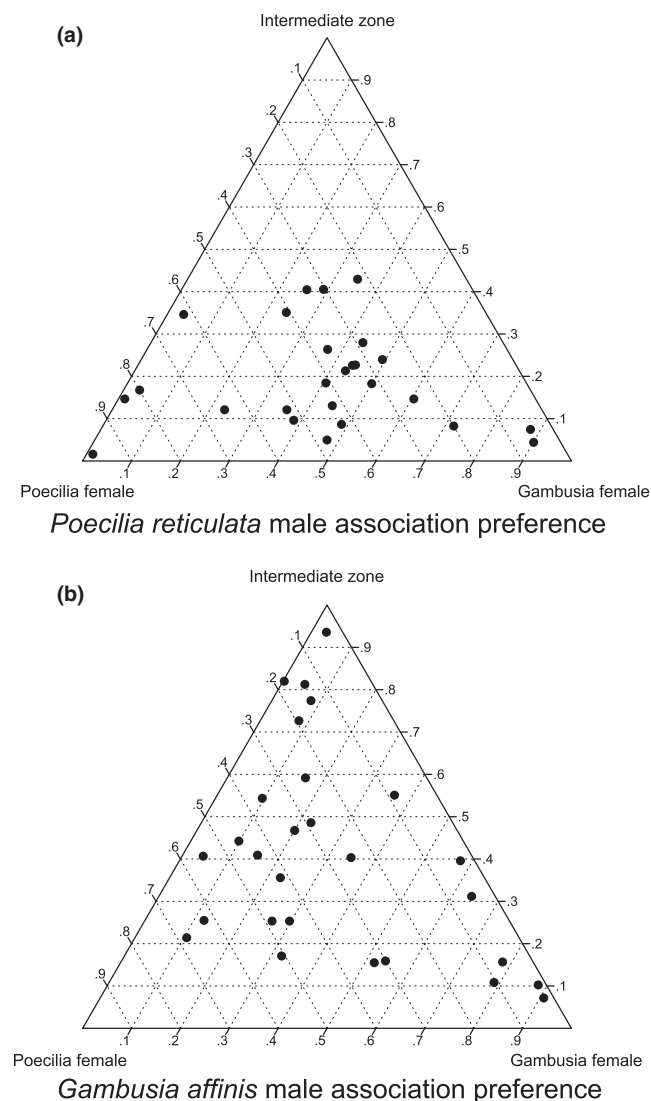 Intermediate zone
(a)
.1 .9
.2 .8
.3 .7
.4 .6
.5 .5
.6 .4
.7 .3
.8 .2
.9 .1
.1 .2 .3 .4 .5 .6 .7 .8 .9
Poecilia female Gambusia female
Poecilia reticulata male association preference
Intermediate zone
(b)
.1 .9
.2 .8
.3 .7
.4 .6
.5 .5
.6 .4
.7 .3
.8 .2
.9 .1
.1 .2 .3 .4 .5 .6 .7 .8 .9
Poecilia female Gambusia female
Gambusia affinis male association preference